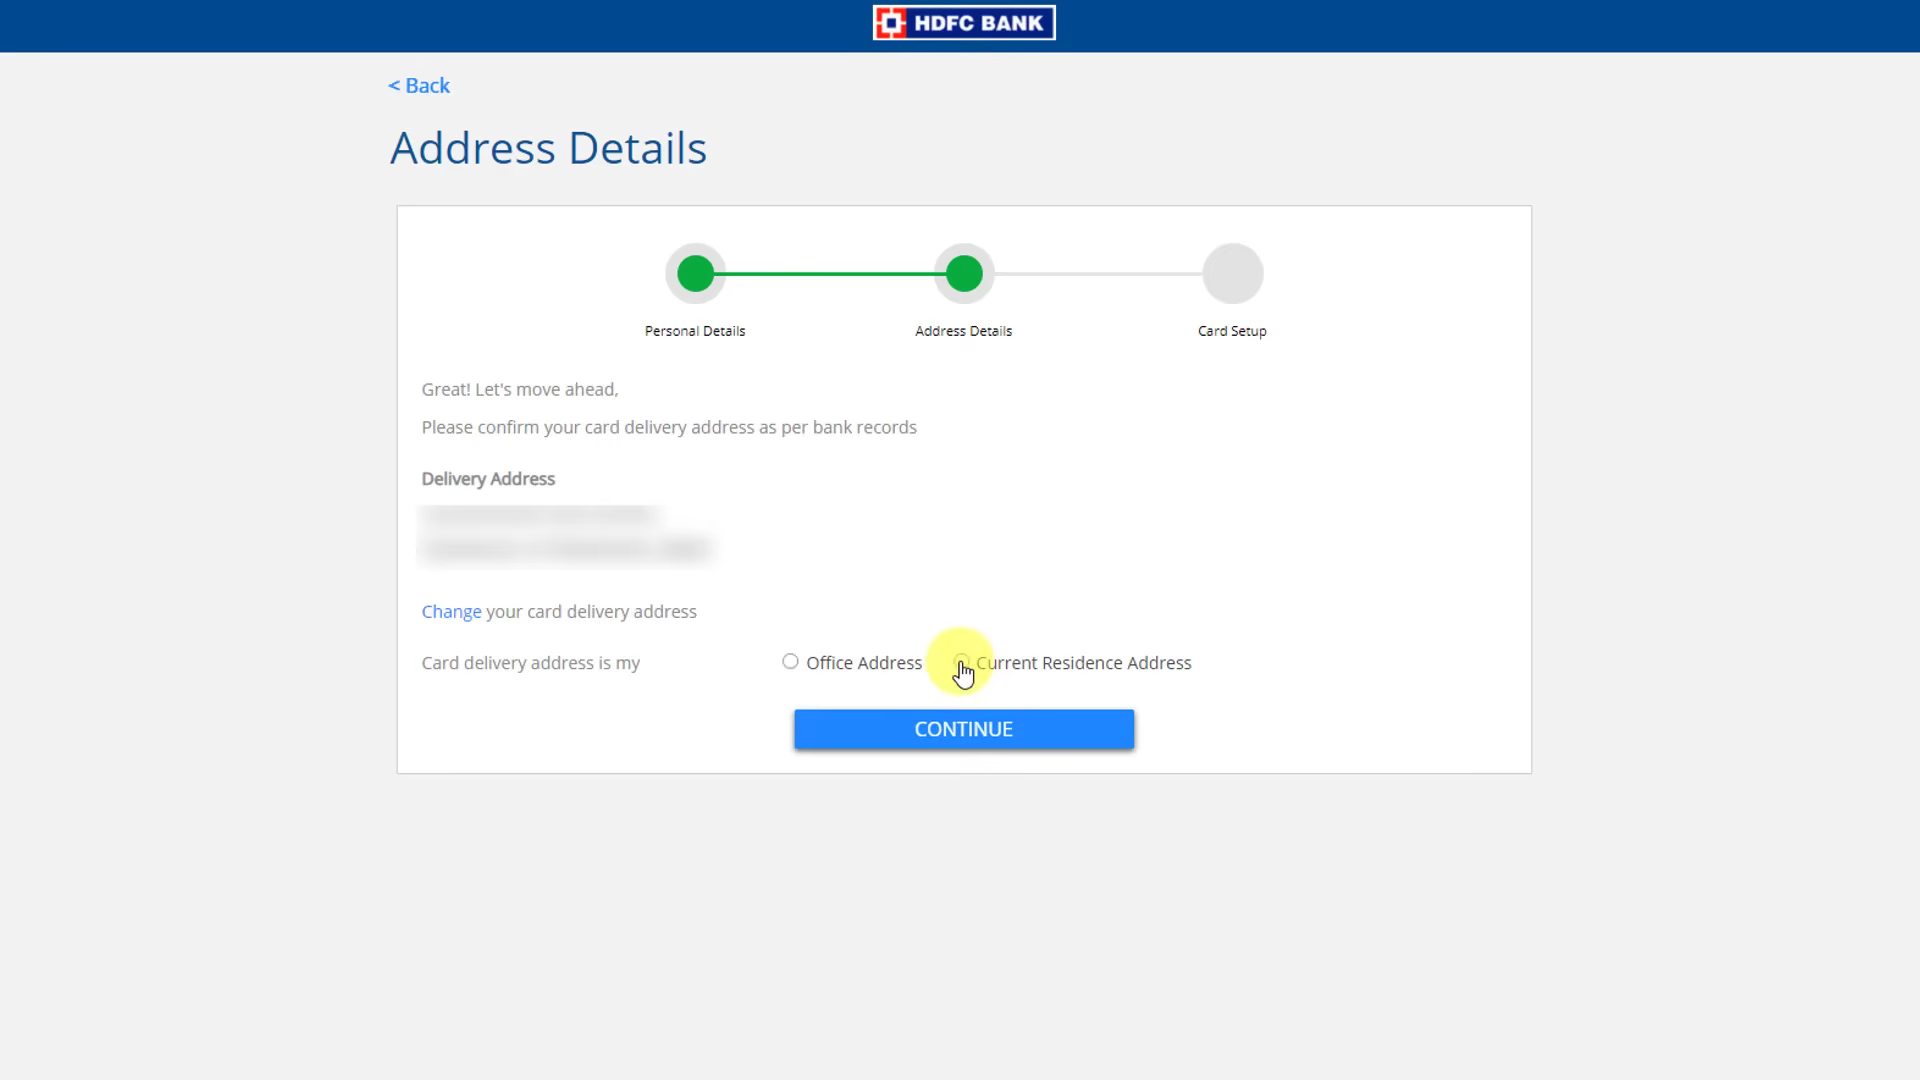 HDFC BANK
< Back
Address Details
Personal Details
Address Details
Card Setup
Great! Let's move ahead,
Please confirm your card delivery address as per bank records
Delivery Address
Change your card delivery address
Card delivery address is my
Office Address
Current Residence Address
CONTINUE